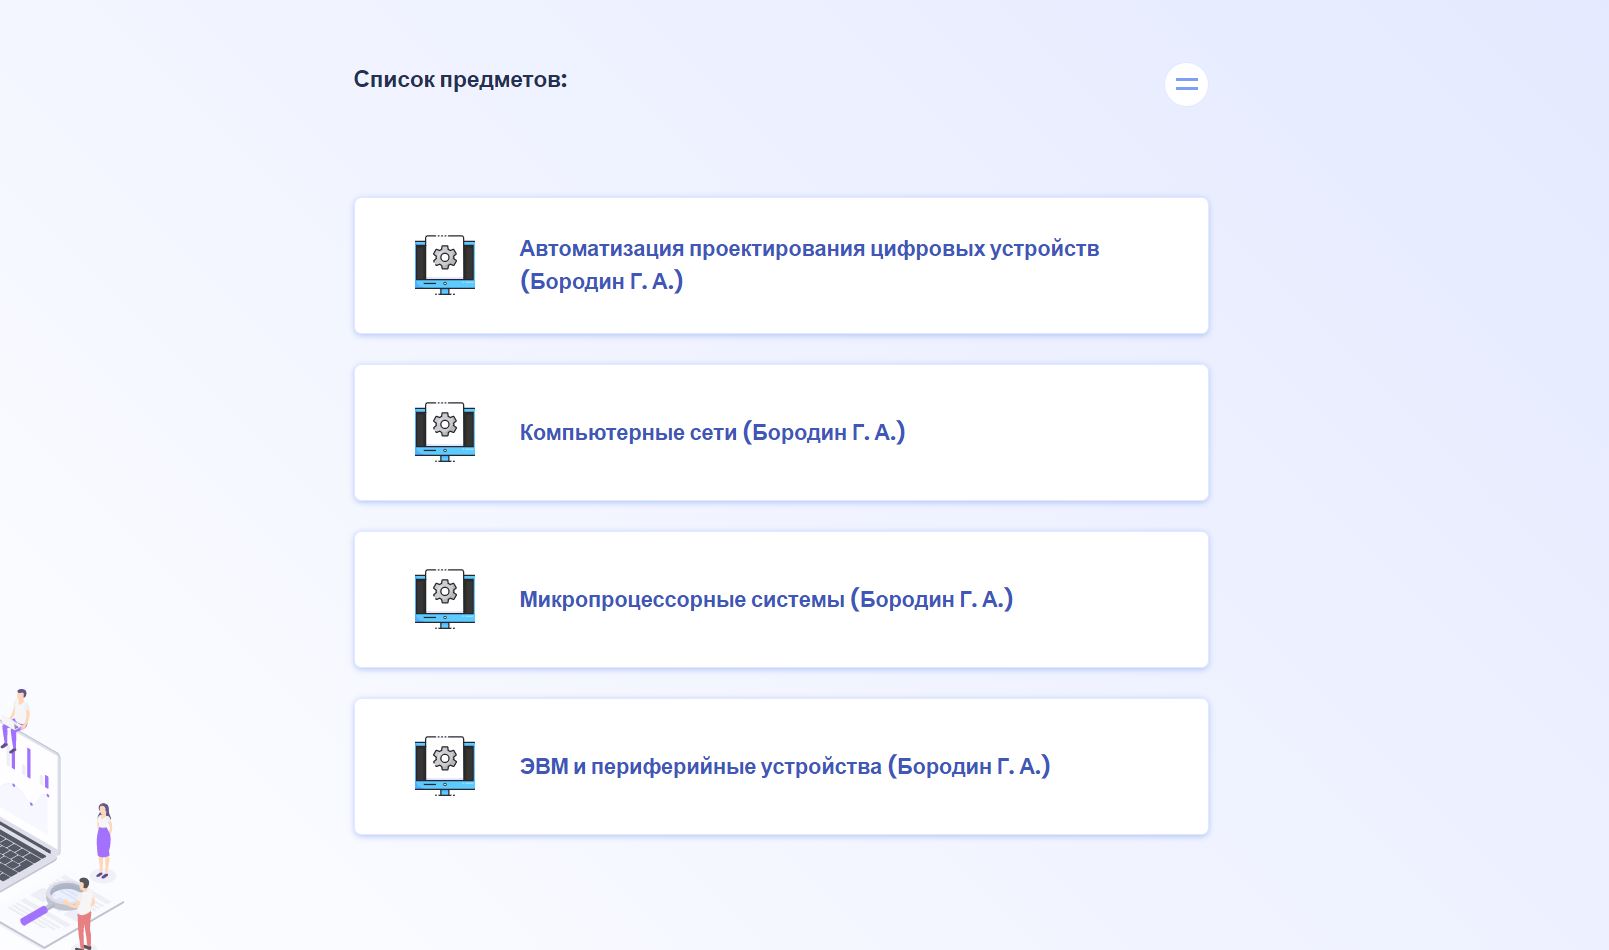 Список предметов:
Автоматизация проектирования цифровых устройств
(Бородин Г. А.)
Компьютерные сети (Бородин Г. А.)
Микропроцессорные системы (Бородин Г. А.)
ЭВМ и периферийные устройства (Бородин Г. А.)